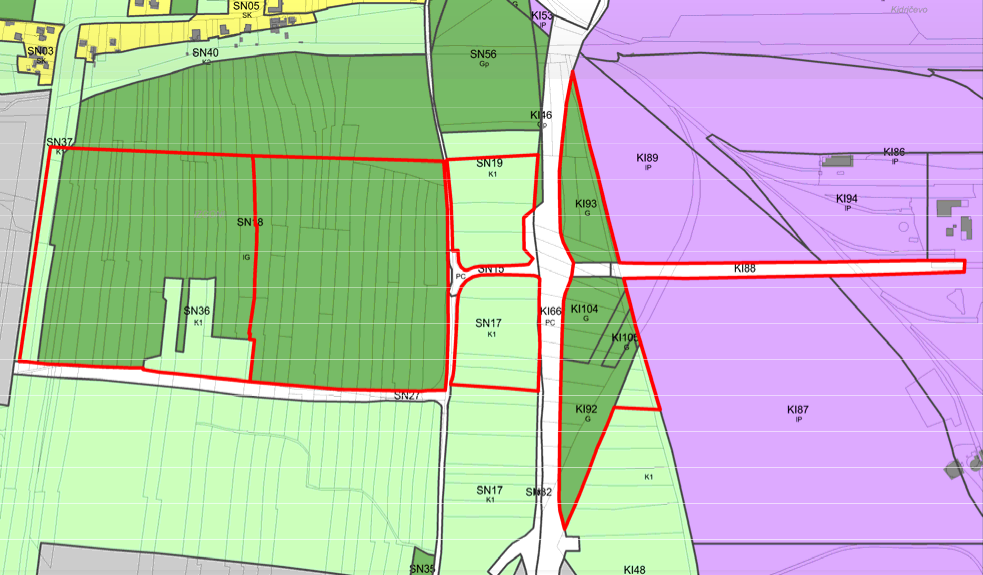 SN05
SK
Kidričevo
G
KI53
IP
SN03
SK
SN40
K2
SN56
Gp
KI46
Gp
SN37
K1
SN19
K1
KI89
IP
KI86
IP
KI94
IP
KI93
G
SN18
IG
SN15
PC
KI88
SN36
K1
SN17
K1
KI66
PC
KI104
G
KI105
G
SN27
KI92
G
KI87
IP
K1
SN17
K1
SN35
KI48